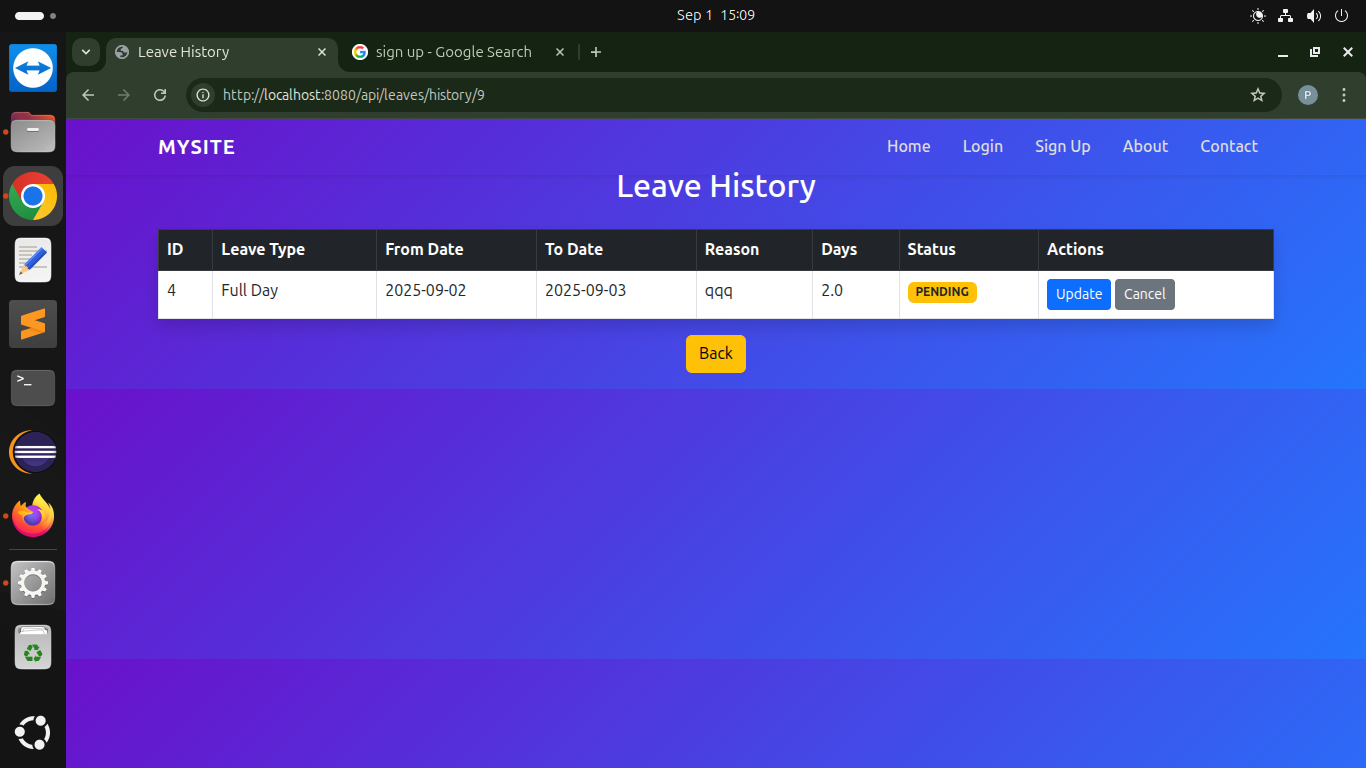 Sep 1 15:09
Leave History
sign up - Google Search
http://localhost:8080/api/leaves/history/9
P
MYSITE
Home Login Sign Up About Contact
Leave History
ID Leave Type From Date To Date Reason Days Status Actions
4 Full Day 2025-09-02 2025-09-03 qqq 2.0 PENDING Update Cancel
Back
>_